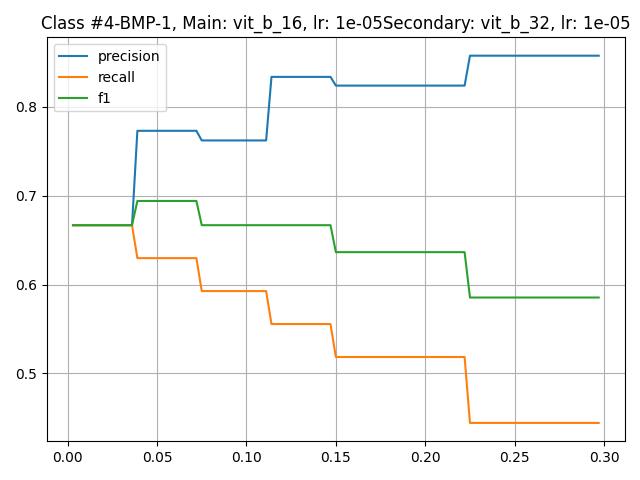 Class #4-BMP-1, Main: vit_b_16, lr: 1e-05Secondary: vit_b_32, lr: 1e-05
precision
recall
f1
0.8
0.7
0.6
0.5
0.00 0.05 0.10 0.15 0.20 0.25 0.30